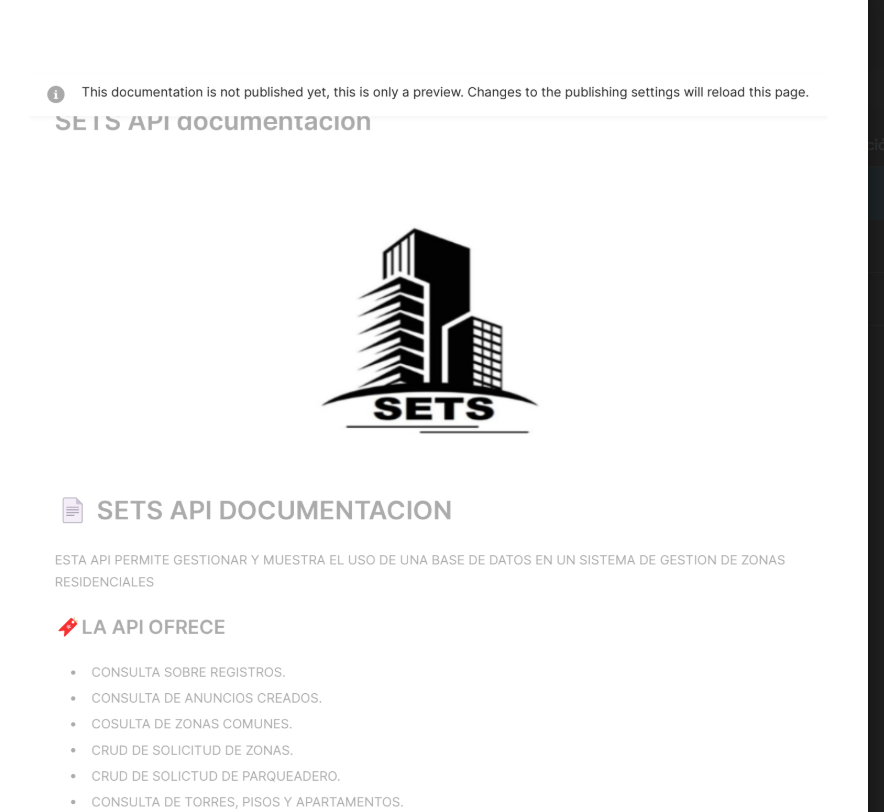 This documentation is not published yet, this is only a preview. Changes to the publishing settings will reload this page.
SETS API documentación
SETS
SETS API DOCUMENTACION
ESTA API PERMITE GESTIONAR Y MUESTRA EL USO DE UNA BASE DE DATOS EN UN SISTEMA DE GESTION DE ZONAS
RESIDENCIALES
LA API OFRECE
CONSULTA SOBRE REGISTROS.
CONSULTA DE ANUNCIOS CREADOS.
COSULTA DE ZONAS COMUNES.
CRUD DE SOLICITUD DE ZONAS.
CRUD DE SOLICTUD DE PARQUEADERO.
CONSULTA DE TORRES, PISOS Y APARTAMENTOS.